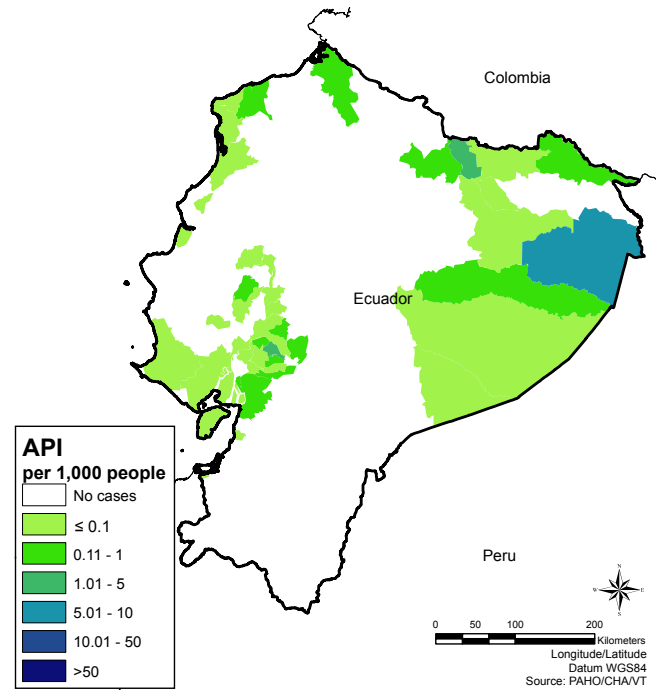 Colombia
Ecuador
API
per 1,000 people
No cases
≤ 0.1
0.11 - 1
1.01 - 5
5.01 - 10
10.01 - 50
>50
Peru
N
W E
S
0 50 100 200
Kilometers
Longitude/Latitude
Datum WGS84
Source: PAHO/CHA/VT